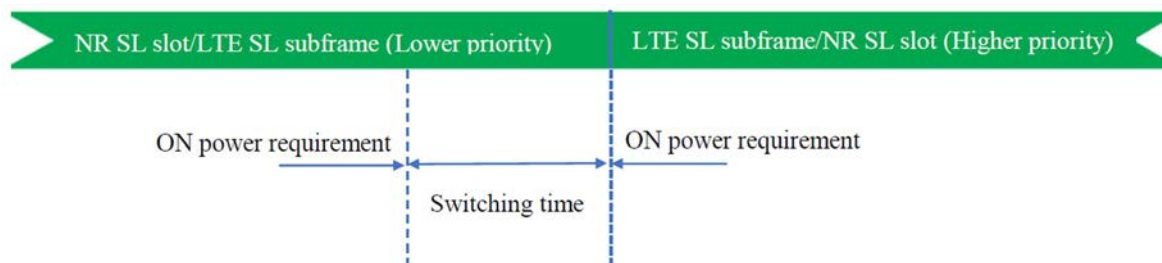 NR SL slot/LTE SL subframe (Lower priority)
LTE SL subframe/NR SL slot (Higher priority)
ON power requirement
ON power requirement
Switching time